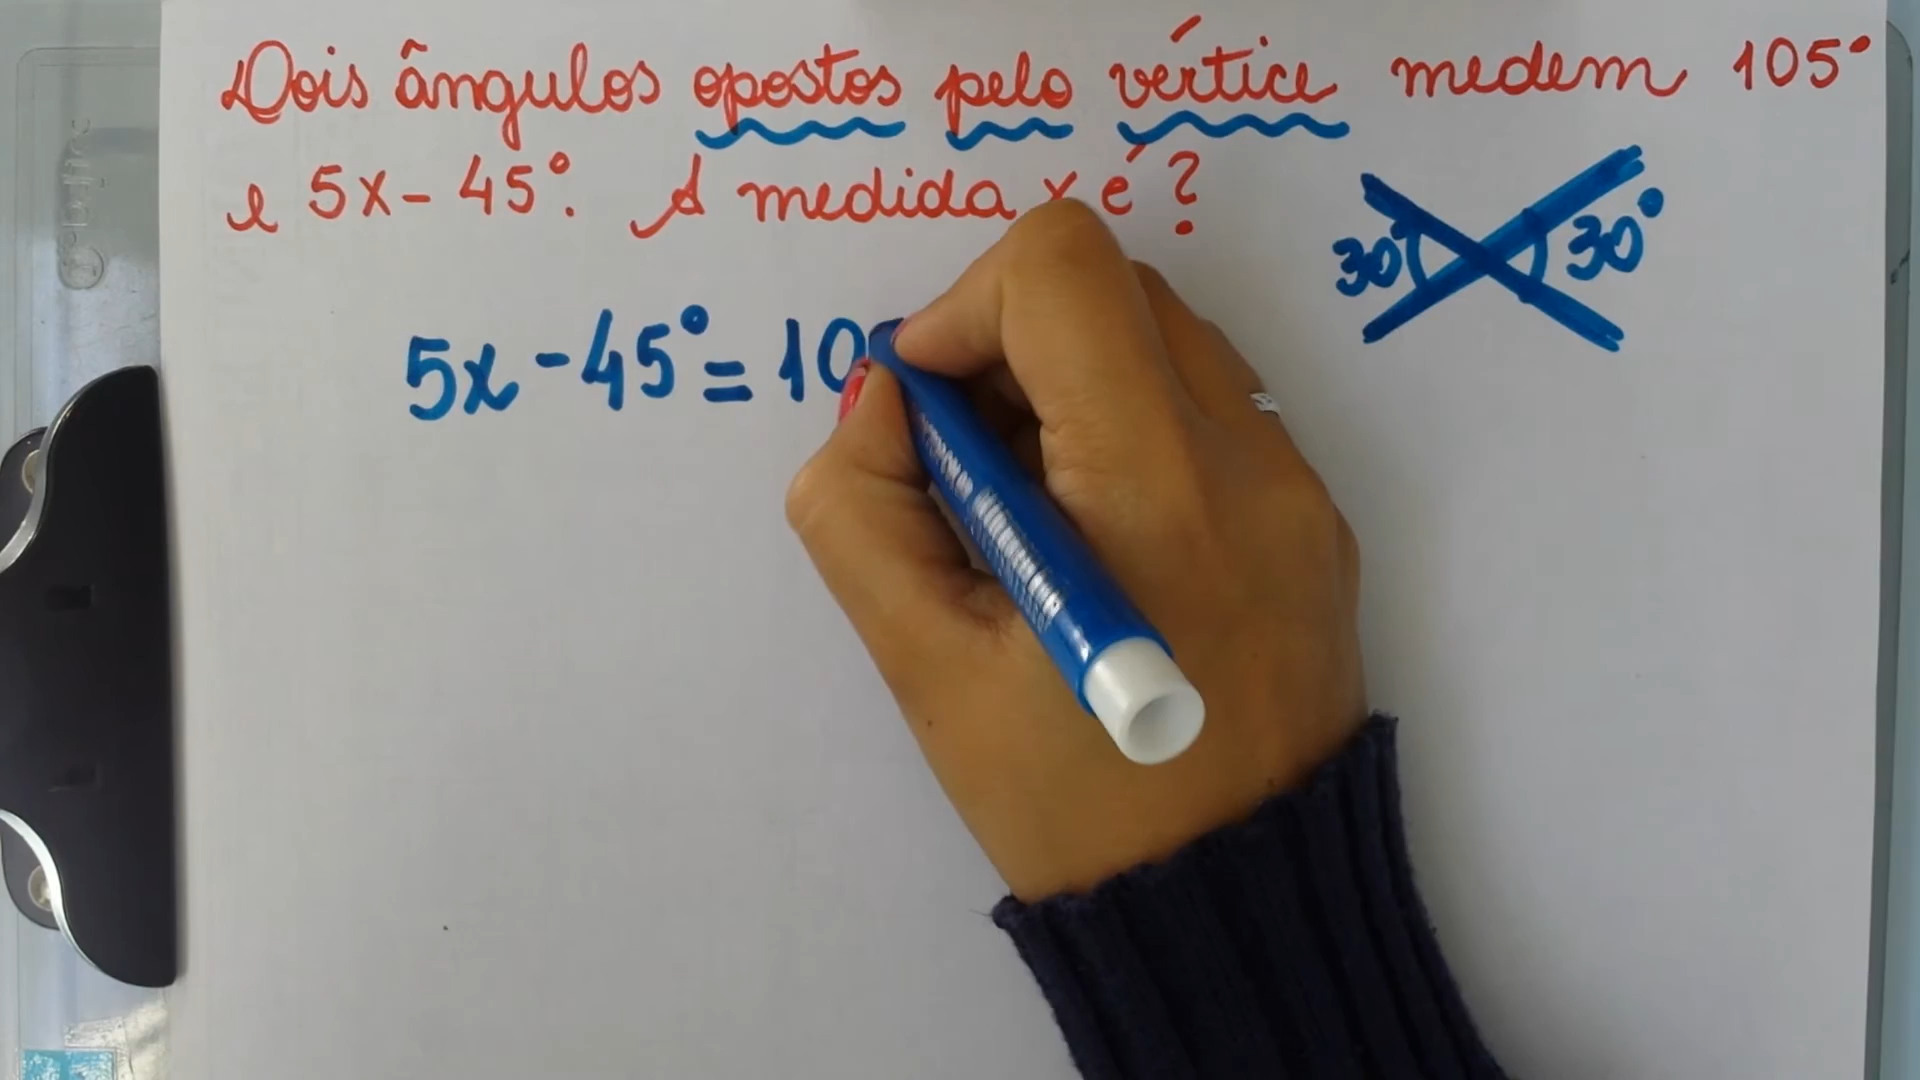 Dois ângulos opostos pelo vértice medem 105°
e 5x - 45°. A medida x é ?
30° 30°
5x - 45° = 10